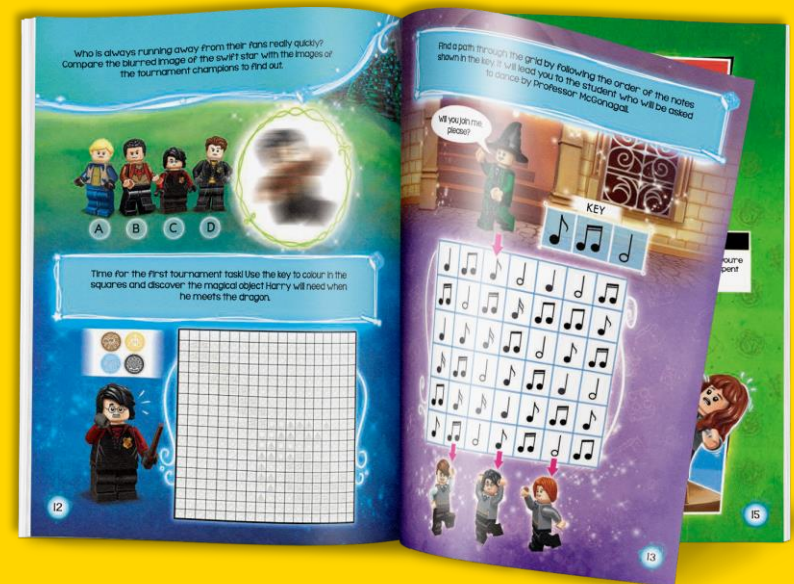 Who is always running away from their fans really quickly?
Compare the blurred image of the swift star with the images of
the tournament champions to find out.
A B C D
Time for the first tournament task! Use the key to colour in the
squares and discover the magical object Harry will need when
he meets the dragon.
12
Find a path through the grid by following the order of the notes
shown in the key. It will lead you to the student who will be asked
to dance by Professor McGonagall.
Will you join me,
please?
KEY
13
you're
spent
15